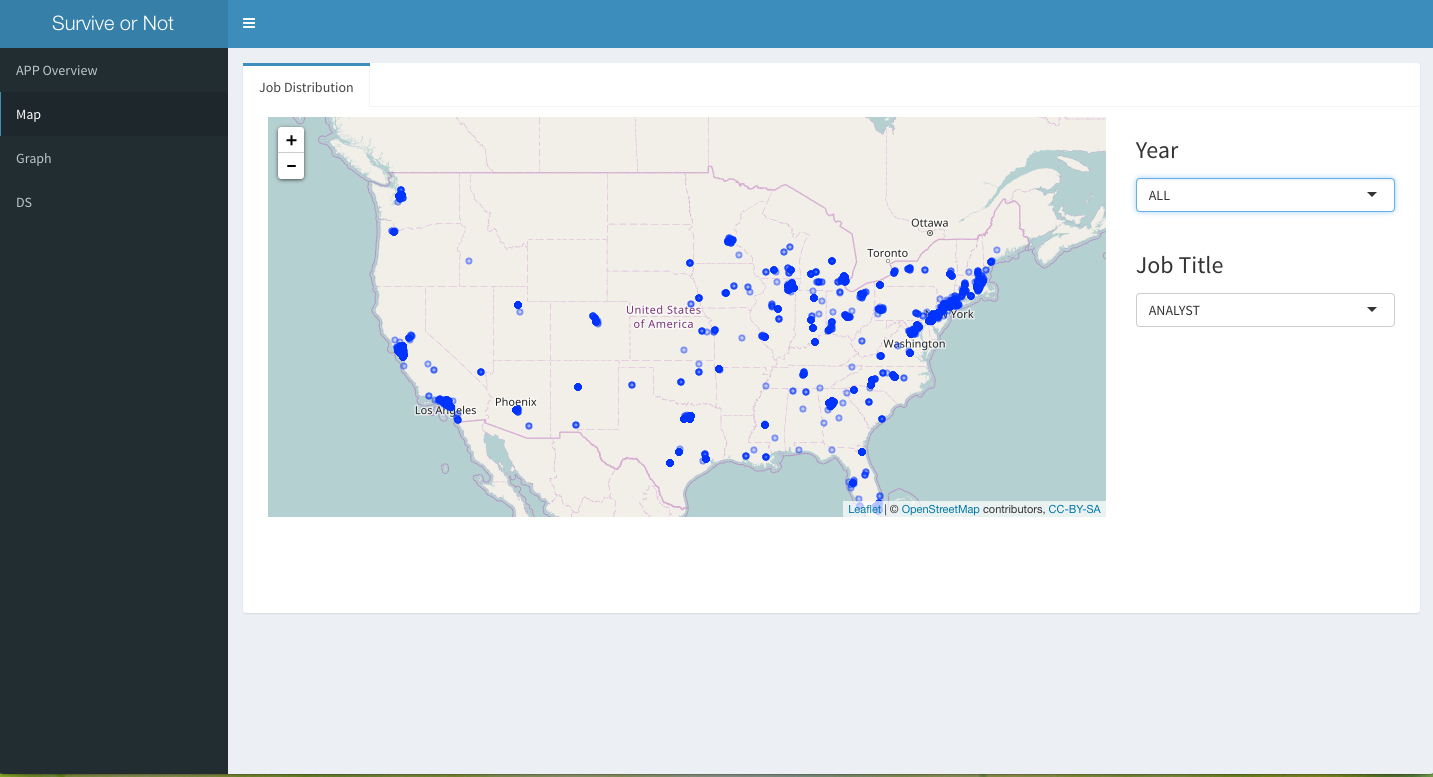 Survive or Not
APP Overview
Map
Graph
DS
Job Distribution
+
−
Ottawa
Toronto
United States
of America
York
Washington
Phoenix
Los Angeles
Leaflet | © OpenStreetMap contributors, CC-BY-SA
Year
ALL
Job Title
ANALYST